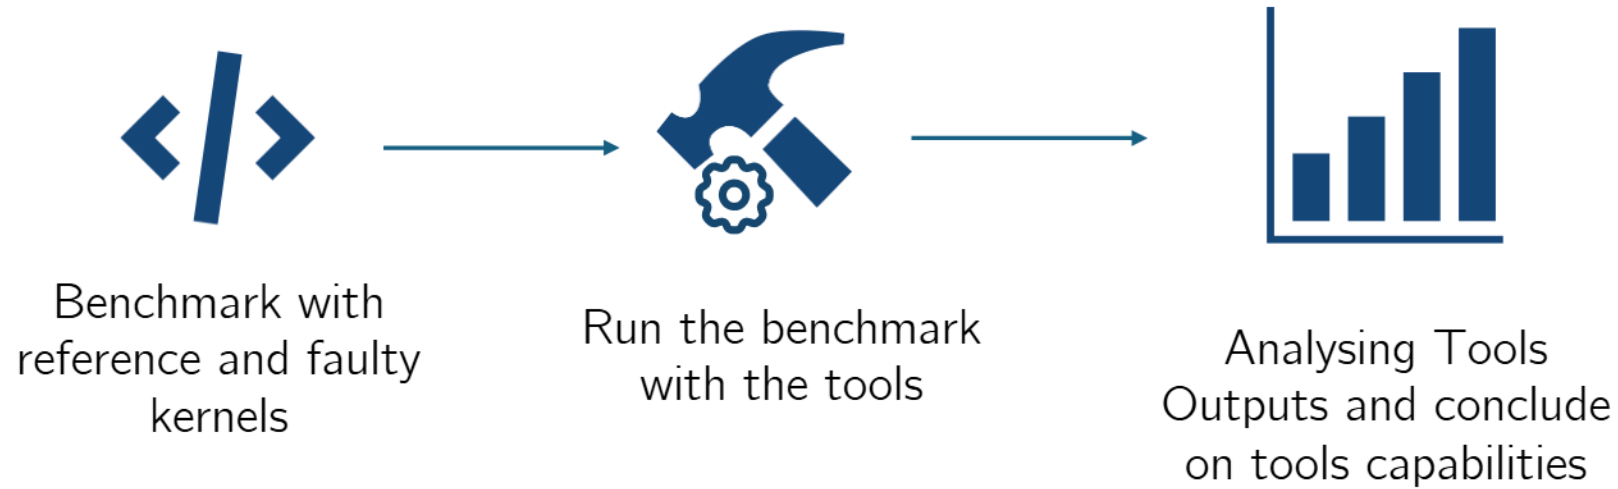 Benchmark with
reference and faulty
kernels
Run the benchmark
with the tools
Analysing Tools
Outputs and conclude
on tools capabilities